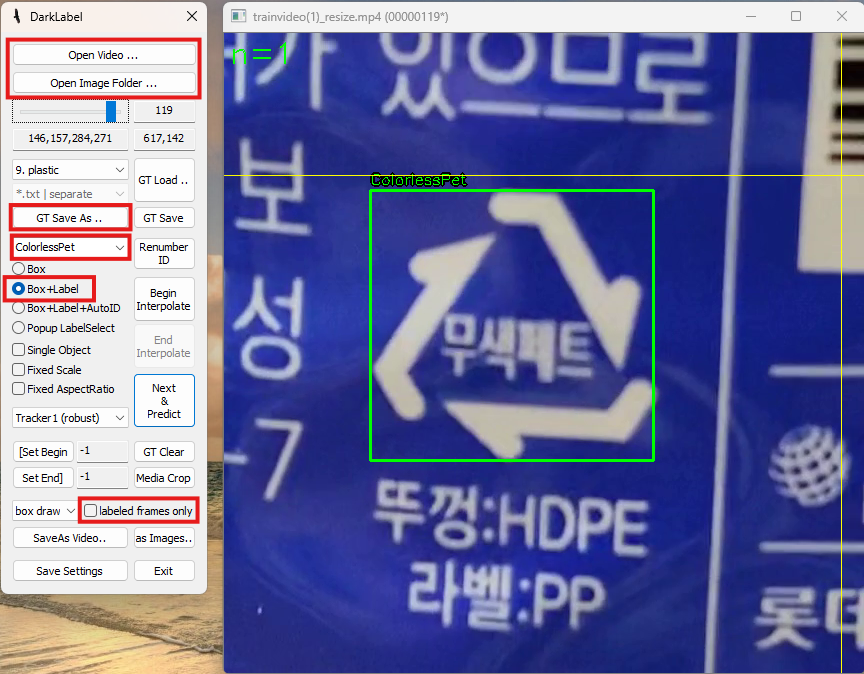 DarkLabel
Open Video ...
Open Image Folder ...
119
146,157,284,271
617,142
9. plastic
GT Load ..
*.txt | separate
GT Save As ..
GT Save
ColorlessPet
Renumber
ID
Box
Box+Label
Begin
Interpolate
Box+Label+AutoID
Popup LabelSelect
Single Object
End
Interpolate
Fixed Scale
Fixed AspectRatio
Next
&
Predict
Tracker1 (robust)
[Set Begin
-1
GT Clear
Set End]
-1
Media Crop
box draw
labeled frames only
SaveAs Video..
as Images..
Save Settings
Exit
trainvideo(1)_resize.mp4 (00000119*)
n=1
가 있으므로
보
성
-7
ColorlessPet
무색페트
뚜껑:HDPE
라벨:PP
롯데